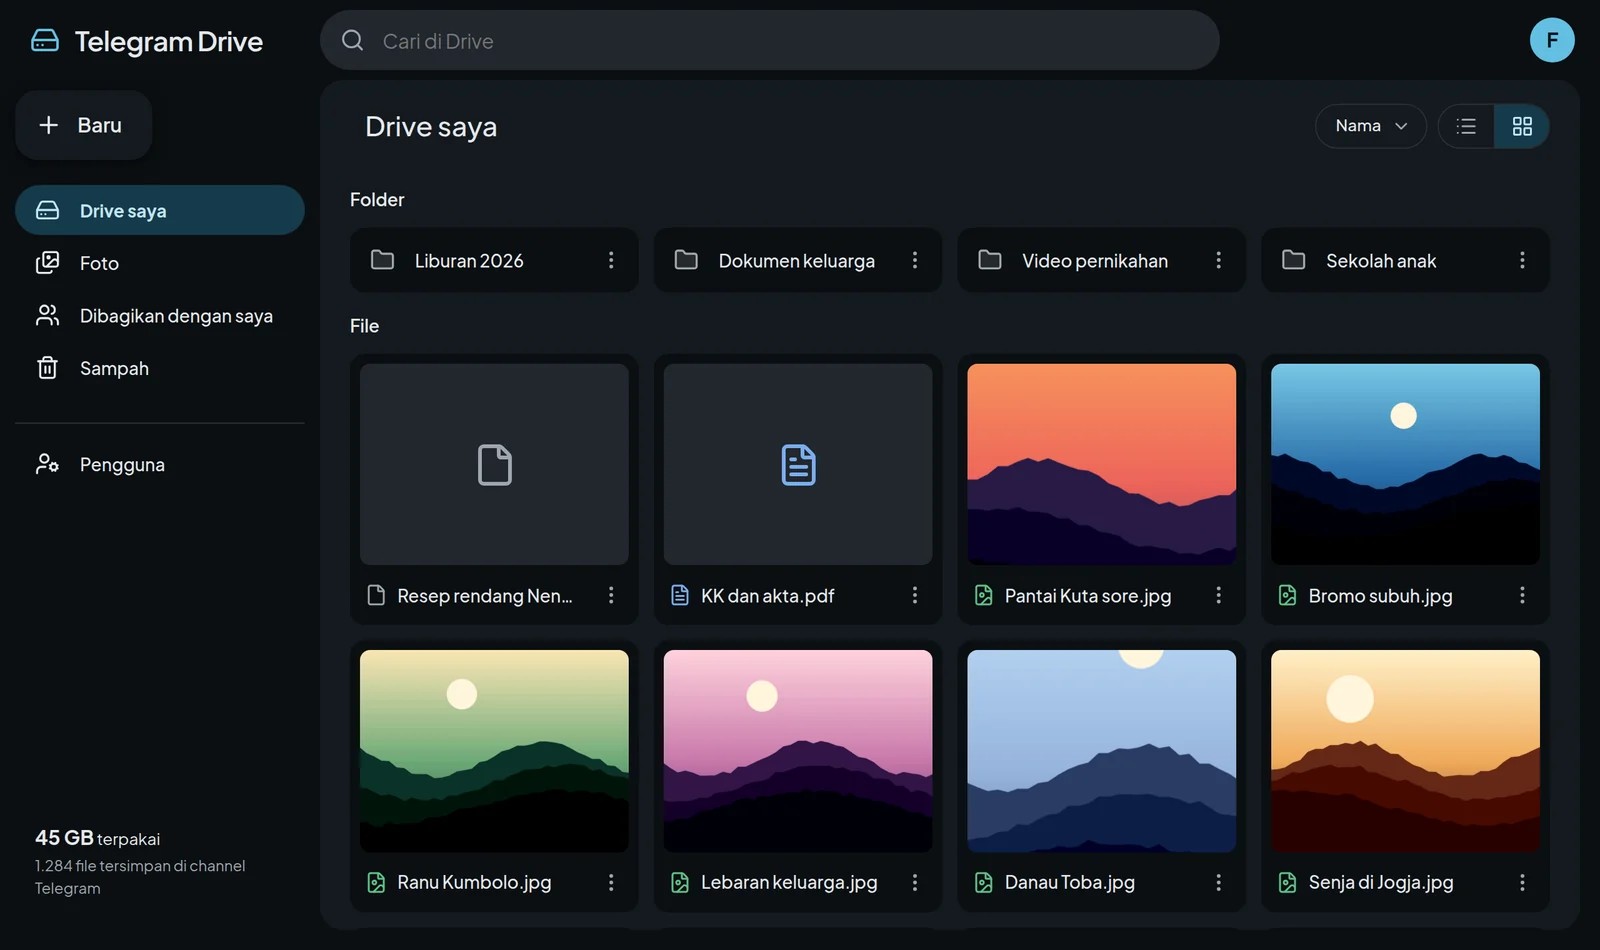 Telegram Drive
Cari di Drive
F
Baru
Drive saya
Foto
Dibagikan dengan saya
Sampah
Pengguna
45 GB terpakai
1.284 file tersimpan di channel
Telegram
Drive saya
Nama
Folder
Liburan 2026
Dokumen keluarga
Video pernikahan
Sekolah anak
File
Resep rendang Nen...
KK dan akta.pdf
Pantai Kuta sore.jpg
Bromo subuh.jpg
Ranu Kumbolo.jpg
Lebaran keluarga.jpg
Danau Toba.jpg
Senja di Jogja.jpg